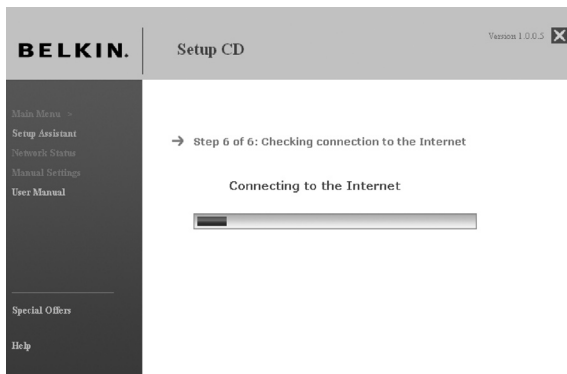 BELKIN.
Setup CD
Version 1.0.0.5
Main Menu >
Setup Assistant
Network Status
Manual Settings
User Manual
Special Offers
Help
→ Step 6 of 6: Checking connection to the Internet
Connecting to the Internet